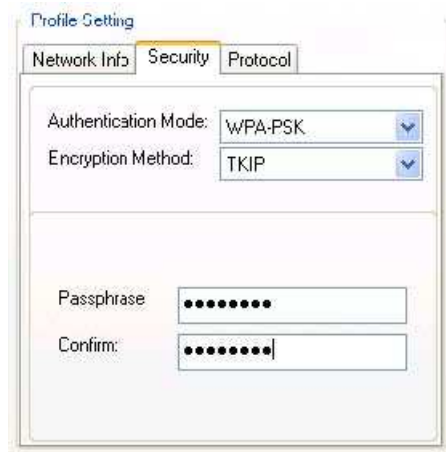 Profile Setting
Network Info Security Protocol
Authentication Mode: WPA-PSK
Encryption Method: TKIP
Passphrase ••••••••
Confirm: ••••••••